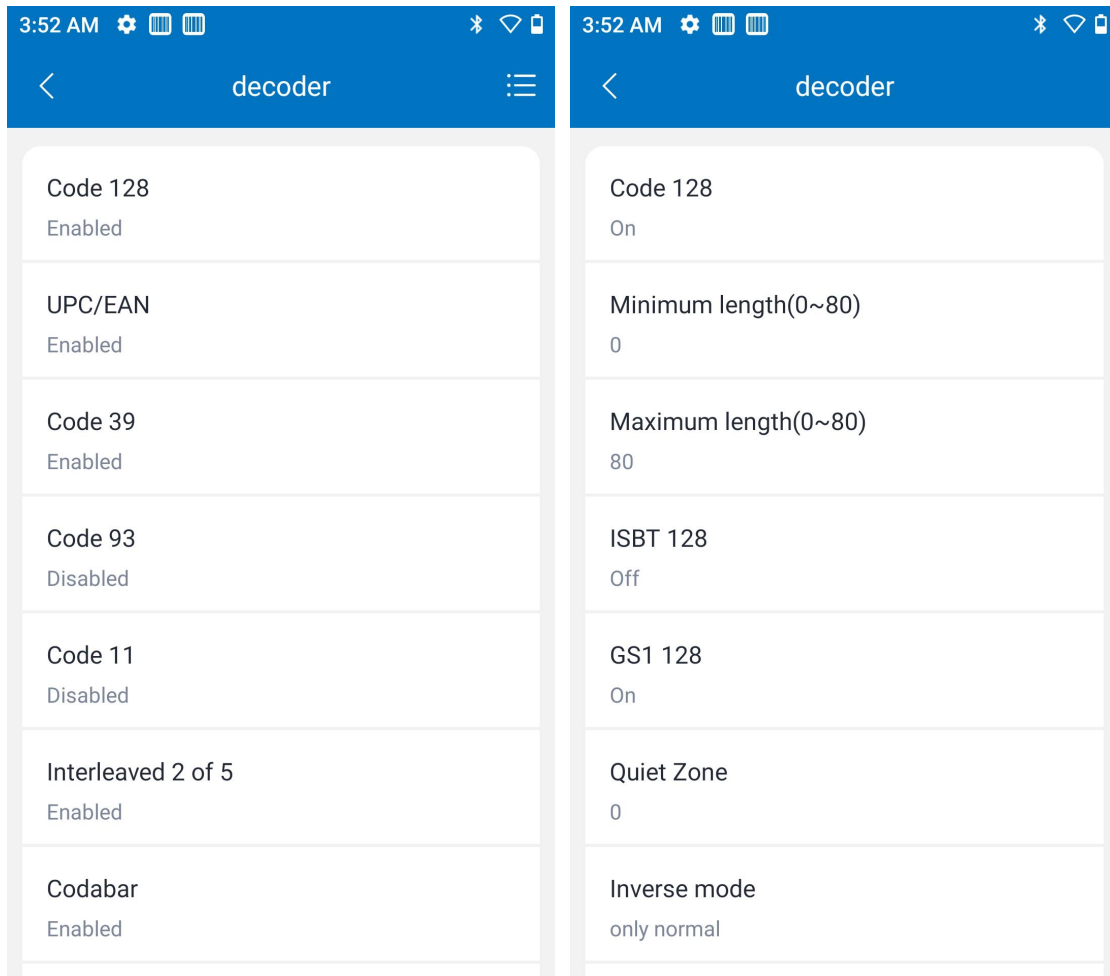 3:52 AM
decoder
Code 128
Enabled
UPC/EAN
Enabled
Code 39
Enabled
Code 93
Disabled
Code 11
Disabled
Interleaved 2 of 5
Enabled
Codabar
Enabled
3:52 AM
decoder
Code 128
On
Minimum length(0~80)
0
Maximum length(0~80)
80
ISBT 128
Off
GS1 128
On
Quiet Zone
0
Inverse mode
only normal